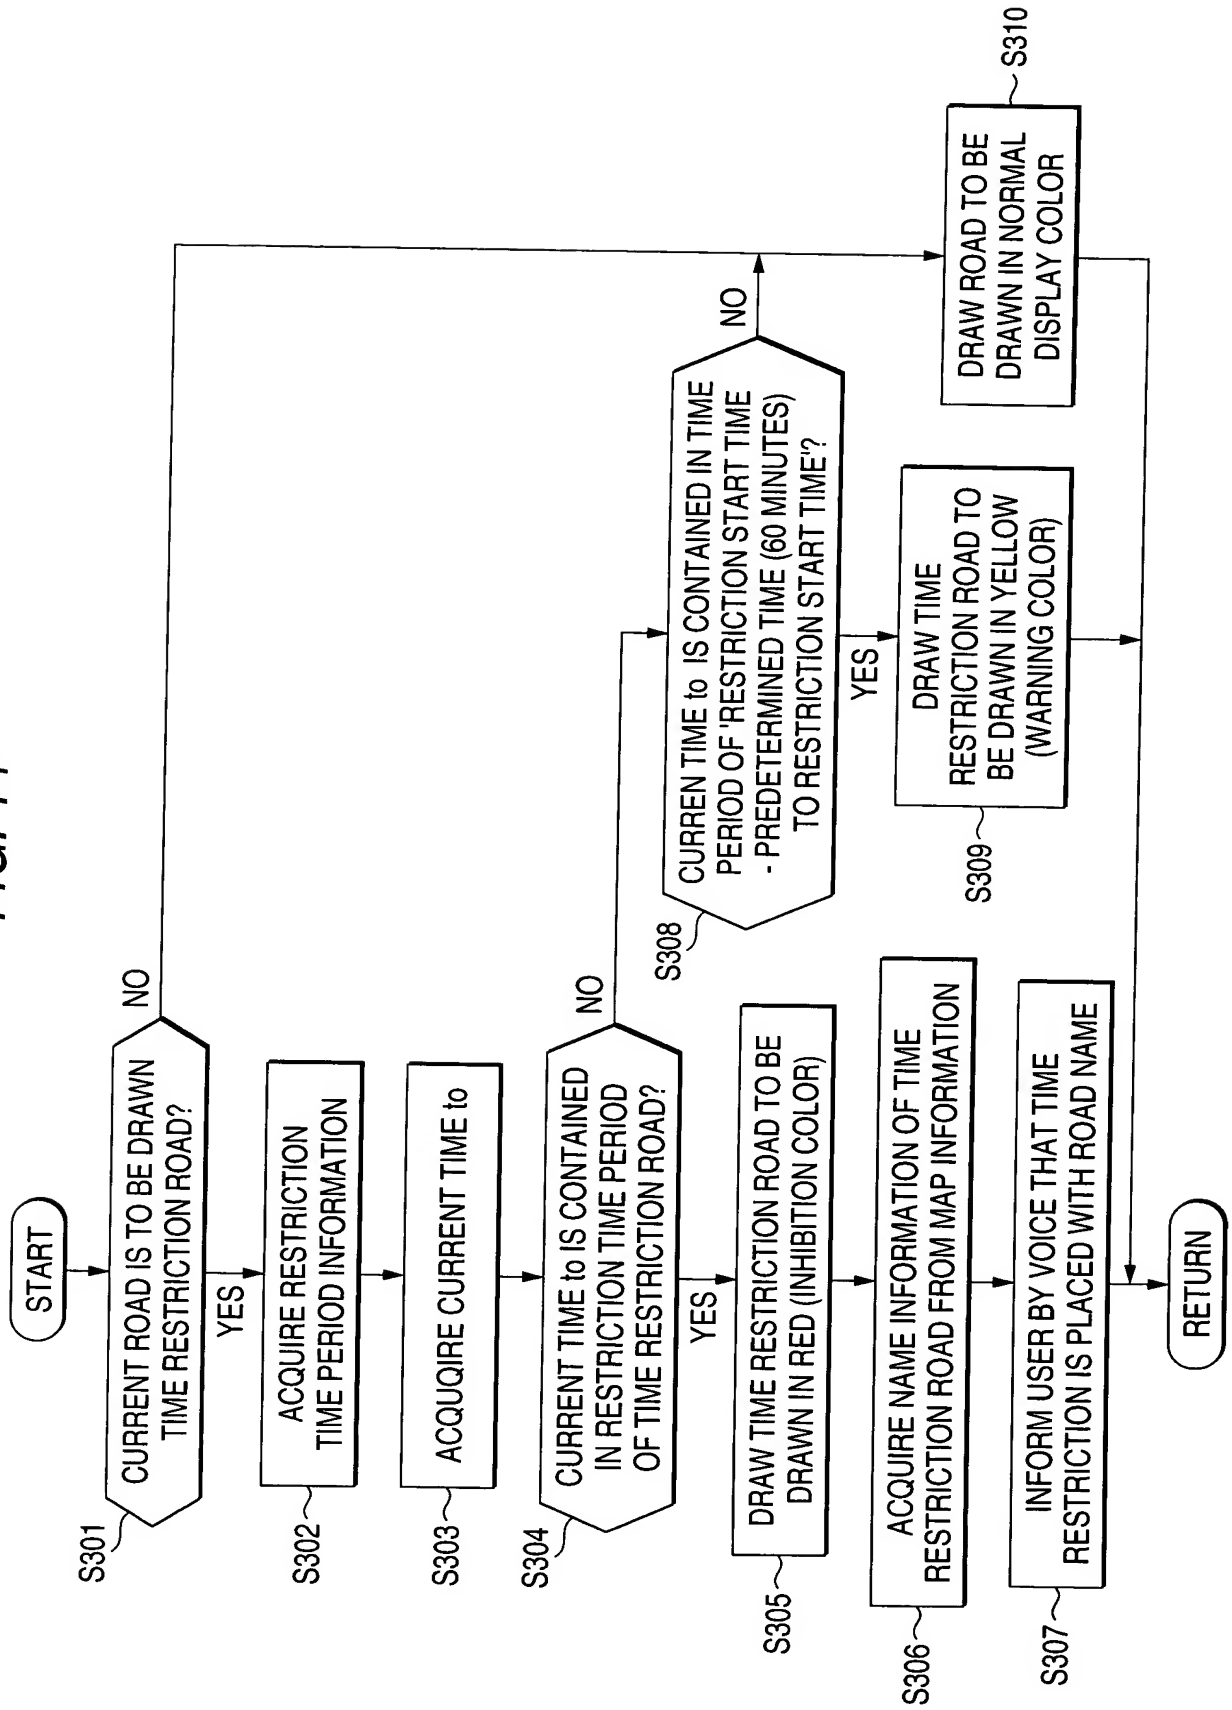 START
S301
CURRENT ROAD IS TO BE DRAWN
TIME RESTRICTION ROAD?
NO
YES
S302
ACQUIRE RESTRICTION
TIME PERIOD INFORMATION
S303
ACQUQIRE CURRENT TIME to
S304
CURRENT TIME to IS CONTAINED
IN RESTRICTION TIME PERIOD
OF TIME RESTRICTION ROAD?
NO
YES
S305
DRAW TIME RESTRICTION ROAD TO BE
DRAWN IN RED (INHIBITION COLOR)
S306
ACQUIRE NAME INFORMATION OF TIME
RESTRICTION ROAD FROM MAP INFORMATION
S307
INFORM USER BY VOICE THAT TIME
RESTRICTION IS PLACED WITH ROAD NAME
S308
CURREN TIME to IS CONTAINED IN TIME
PERIOD OF 'RESTRICTION START TIME
- PREDETERMINED TIME (60 MINUTES)
TO RESTRICTION START TIME'?
NO
YES
S309
DRAW TIME
RESTRICTION ROAD TO
BE DRAWN IN YELLOW
(WARNING COLOR)
S310
DRAW ROAD TO BE
DRAWN IN NORMAL
DISPLAY COLOR
RETURN